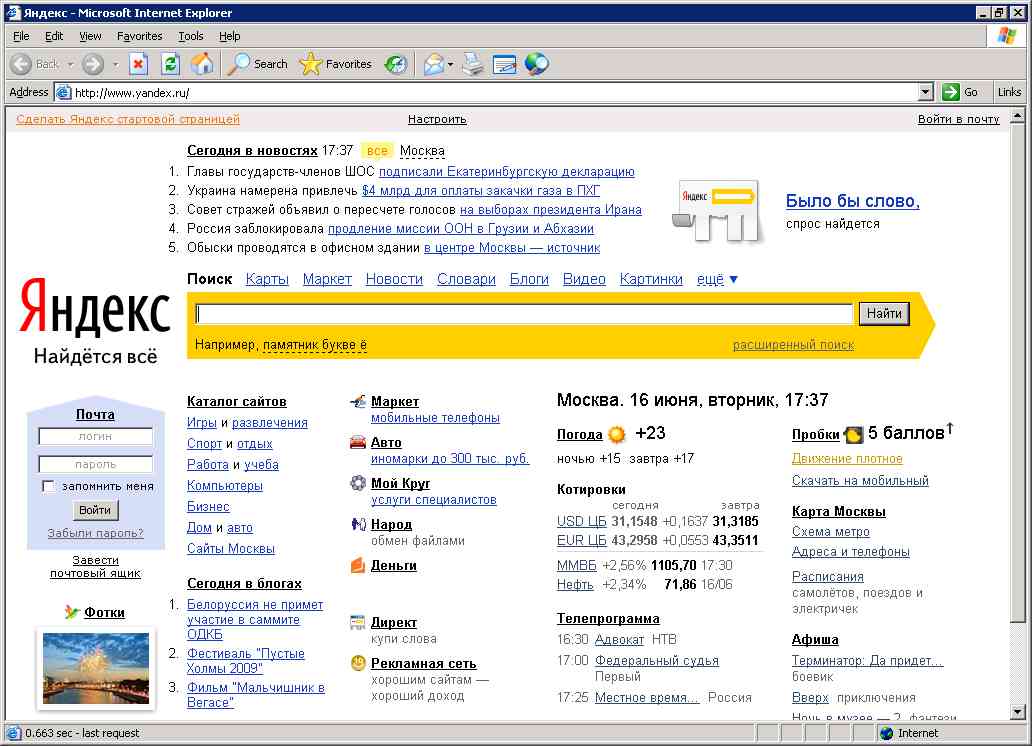 Яндекс - Microsoft Internet Explorer
File Edit View Favorites Tools Help
Back Search Favorites
Address http://www.yandex.ru/ Go Links
Сделать Яндекс стартовой страницей Настроить Войти в почту
Сегодня в новостях 17:37 все Москва
1. Главы государств-членов ШОС подписали Екатеринбургскую декларацию
2. Украина намерена привлечь $4 млрд для оплаты закачки газа в ПХГ
3. Совет стражей объявил о пересчете голосов на выборах президента Ирана
4. Россия заблокировала продление миссии ООН в Грузии и Абхазии
5. Обыски проводятся в офисном здании в центре Москвы — источник
Яндекс
Было бы слово,
спрос найдется
Яндекс
Найдётся всё
Поиск Карты Маркет Новости Словари Блоги Видео Картинки ещё ▼
Найти
Например, памятник букве ё расширенный поиск
Почта
логин
пароль
запомнить меня
Войти
Забыли пароль?
Завести
почтовый ящик
Фотки
Каталог сайтов
Игры и развлечения
Спорт и отдых
Работа и учеба
Компьютеры
Бизнес
Дом и авто
Сайты Москвы
Сегодня в блогах
1. Белоруссия не примет
участие в саммите
ОДКБ
2. Фестиваль "Пустые
Холмы 2009"
3. Фильм "Мальчишник в
Вегасе"
Маркет
мобильные телефоны
Авто
иномарки до 300 тыс. руб.
Мой Круг
услуги специалистов
Народ
обмен файлами
Деньги
Директ
купи слова
Рекламная сеть
хорошим сайтам —
хороший доход
Москва. 16 июня, вторник, 17:37
Погода +23
ночью +15 завтра +17
Котировки
сегодня завтра
USD ЦБ 31,1548 +0,1637 31,3185
EUR ЦБ 43,2958 +0,0553 43,3511
ММВБ +2,56% 1105,70 17:30
Нефть +2,34% 71,86 16/06
Телепрограмма
16:30 Адвокат НТВ
17:00 Федеральный судья
Первый
17:25 Местное время... Россия
Пробки 5 баллов↑
Движение плотное
Скачать на мобильный
Карта Москвы
Схема метро
Адреса и телефоны
Расписания
самолётов, поездов и
электричек
Афиша
Терминатор: Да придет...
боевик
Вверх приключения
Ночь в музее — 2 фэнтези
0.663 sec - last request Internet